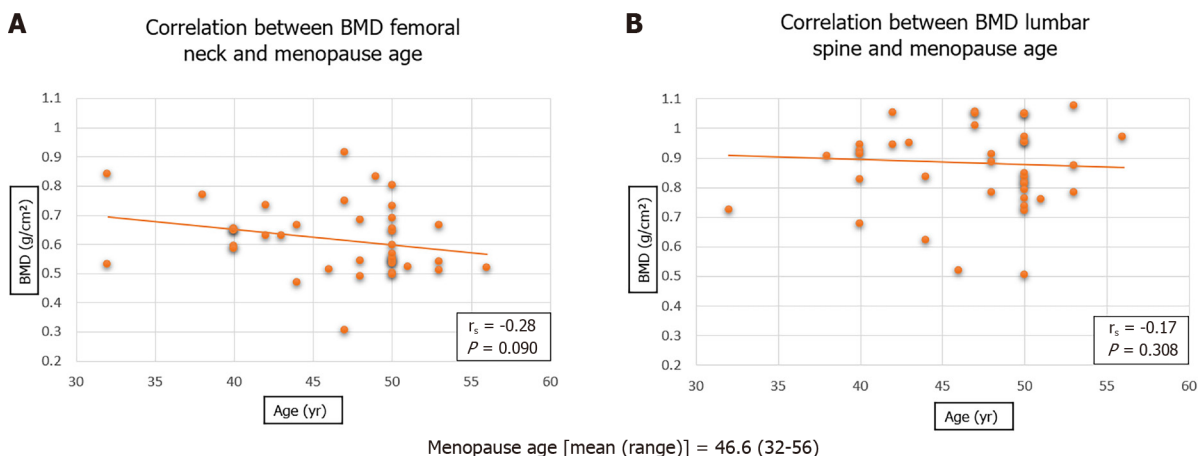 A
Correlation between BMD femoral
neck and menopause age
1.1
1
0.9
0.8
0.7
0.6
0.5
0.4
0.3
0.2
BMD (g/cm²)
30 35 40 45 50 55 60
Age (yr)
rₛ = -0.28
P = 0.090
B
Correlation between BMD lumbar
spine and menopause age
1.1
1
0.9
0.8
0.7
0.6
0.5
0.4
0.3
0.2
BMD (g/cm²)
30 35 40 45 50 55 60
Age (yr)
rₛ = -0.17
P = 0.308
Menopause age [mean (range)] = 46.6 (32-56)